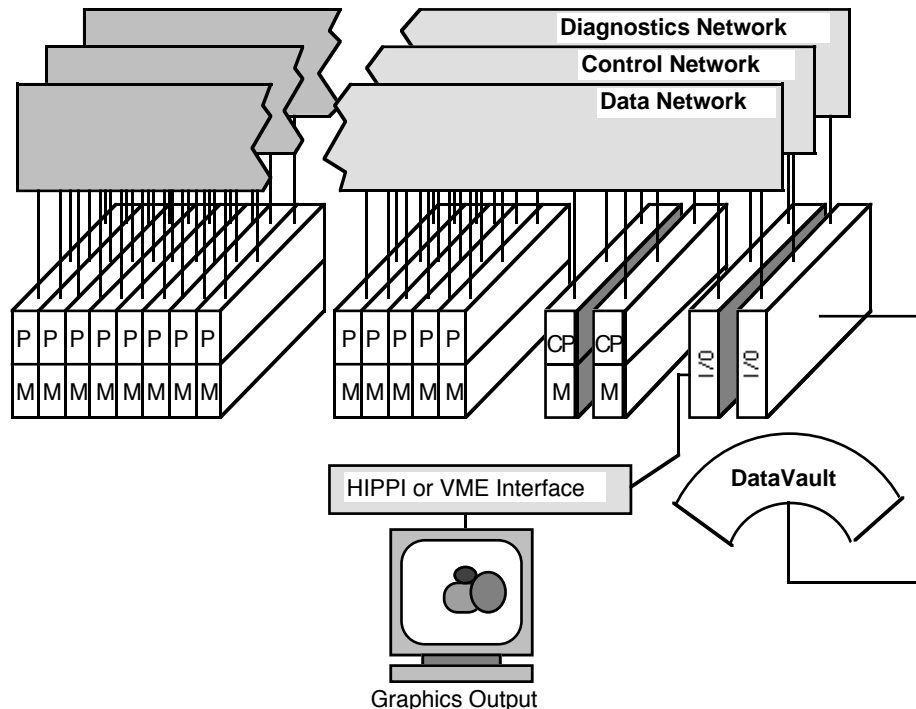 Diagnostics Network
Control Network
Data Network
P P P P P P P P P P P P P CP CP I/O I/O
M M M M M M M M M M M M M M M
HIPPI or VME Interface
DataVault
Graphics Output